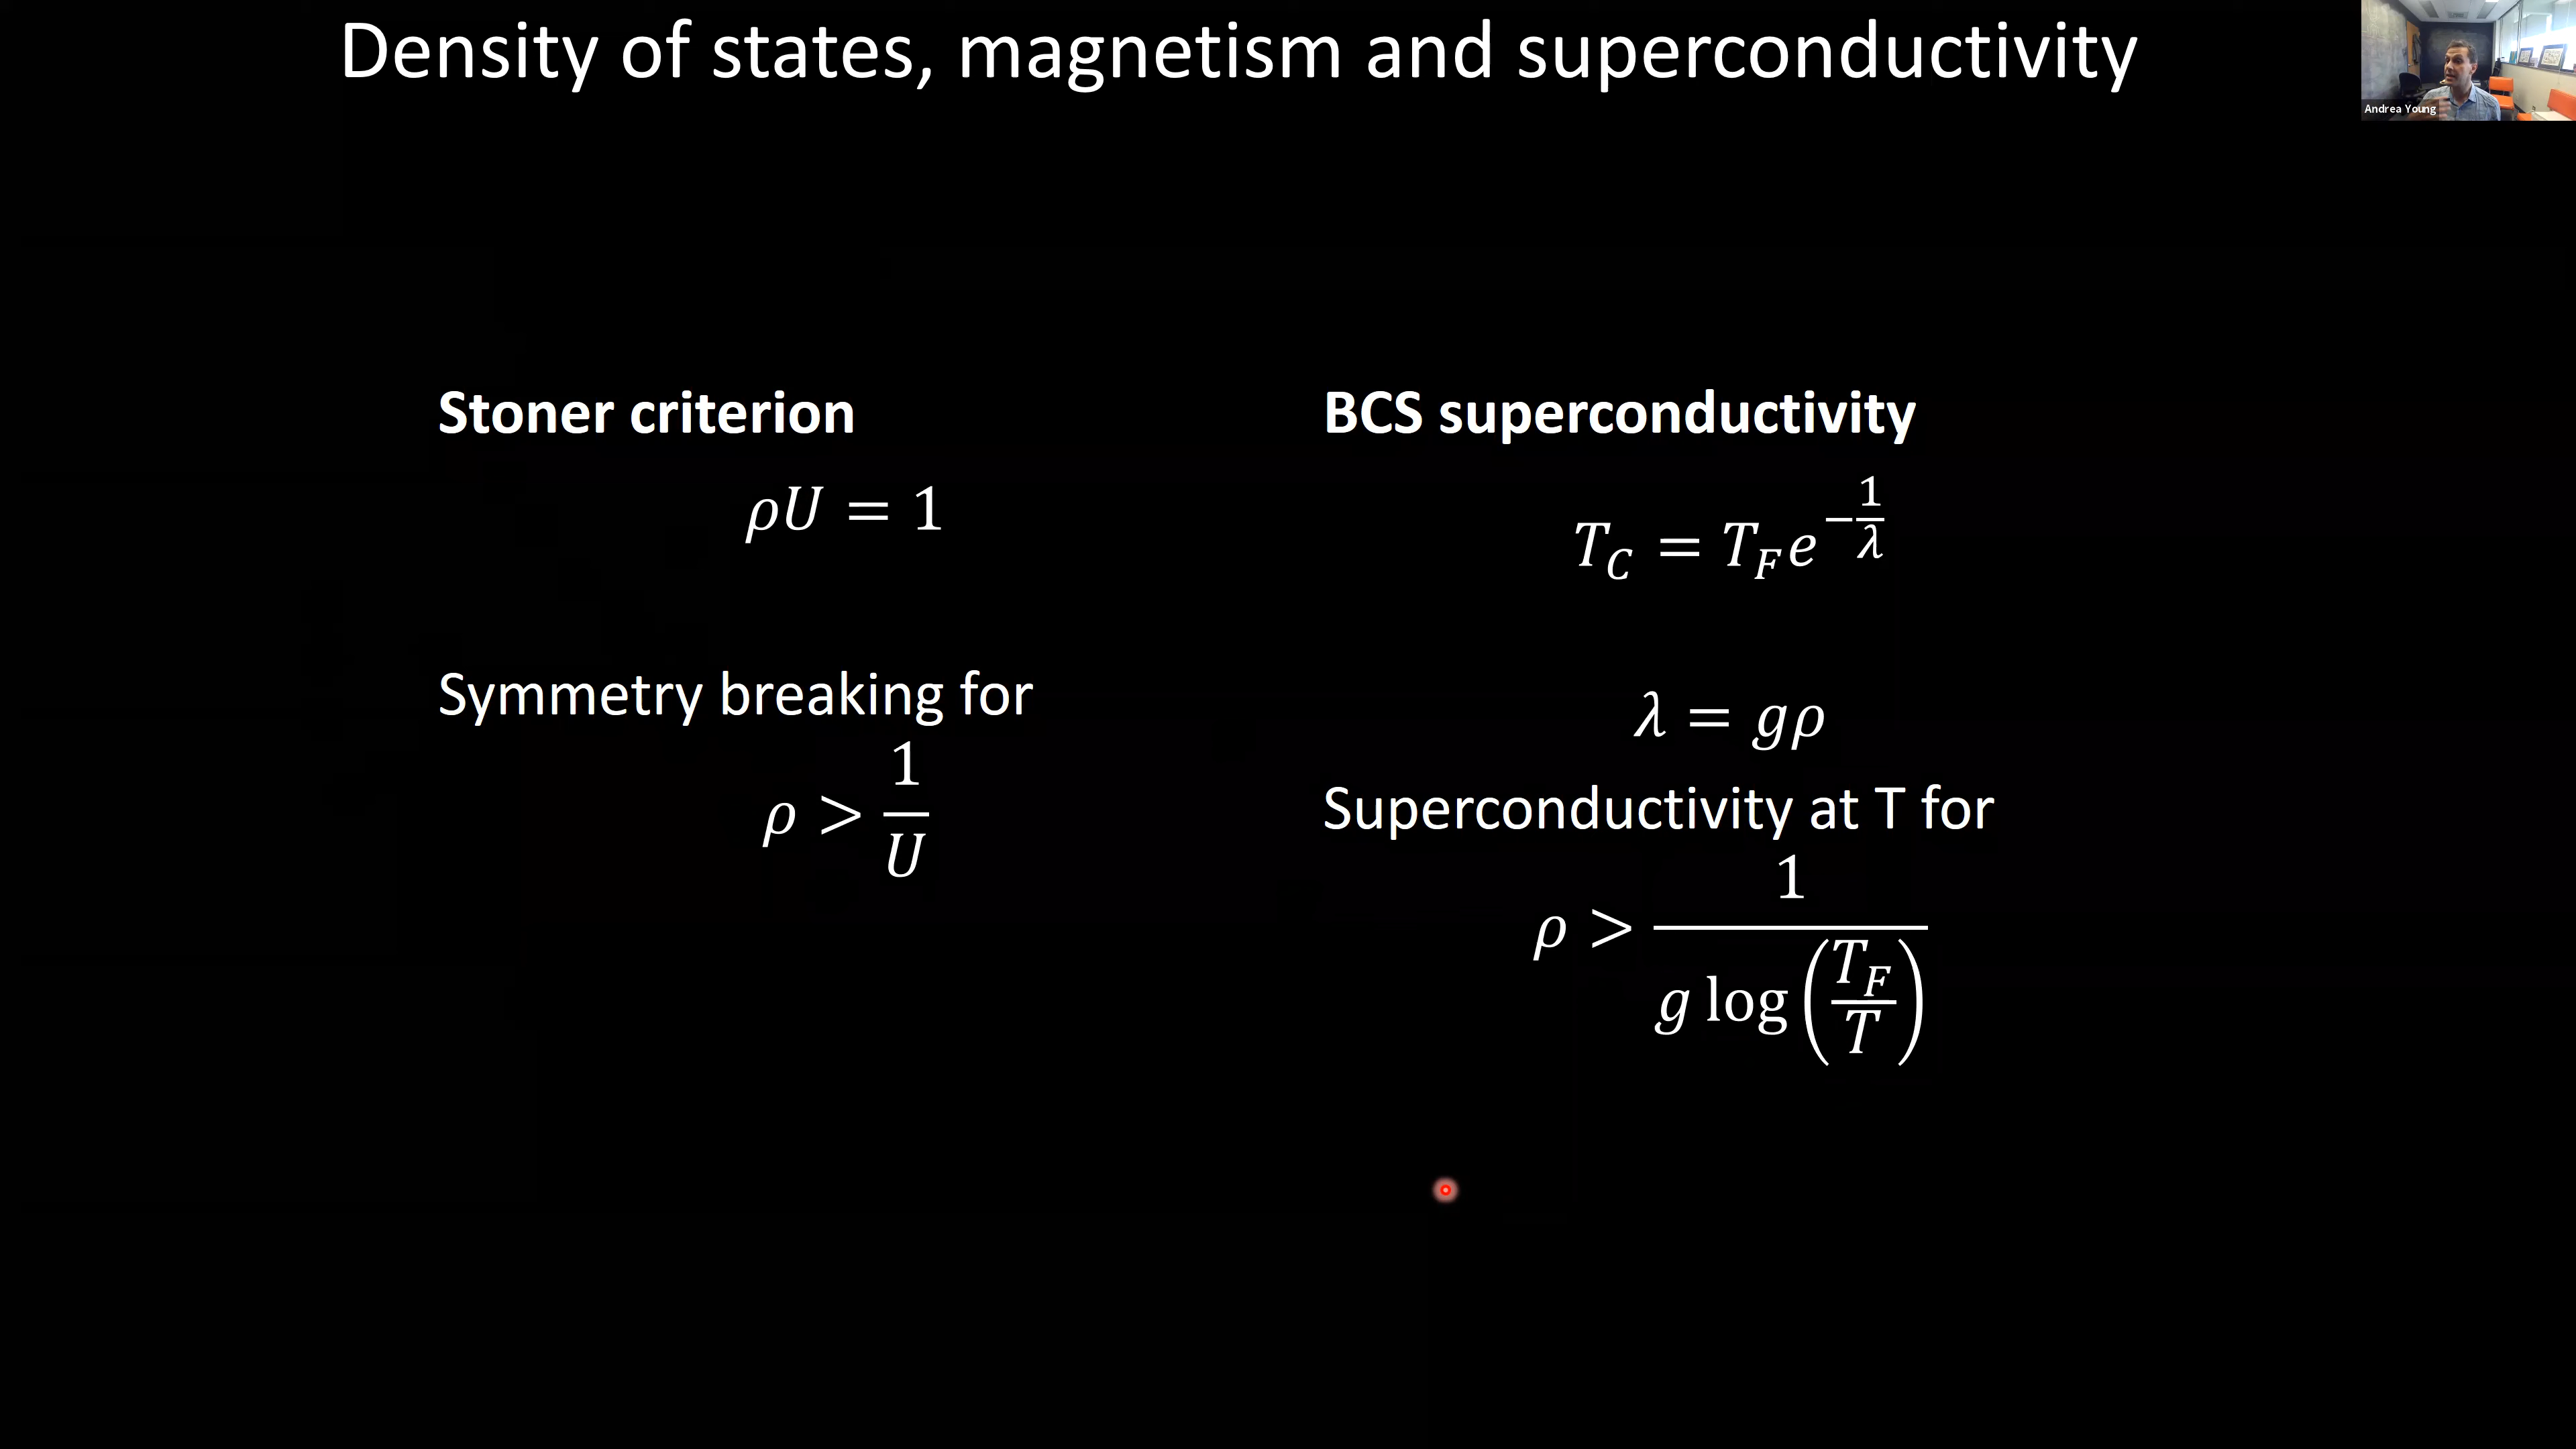 Density of states, magnetism and superconductivity
Andrea Young
Stoner criterion
ρU = 1
Symmetry breaking for
ρ > 1/U
BCS superconductivity
T_C = T_F e^{-1/λ}
λ = gρ
Superconductivity at T for
ρ > 1/(g log(T_F/T))